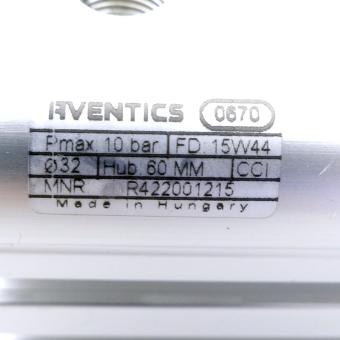 AVENTICS 0670
Pmax 10 bar FD: 15W44
Ø32 Hub 60 MM CCI
MNR. R422001215
Made in Hungary